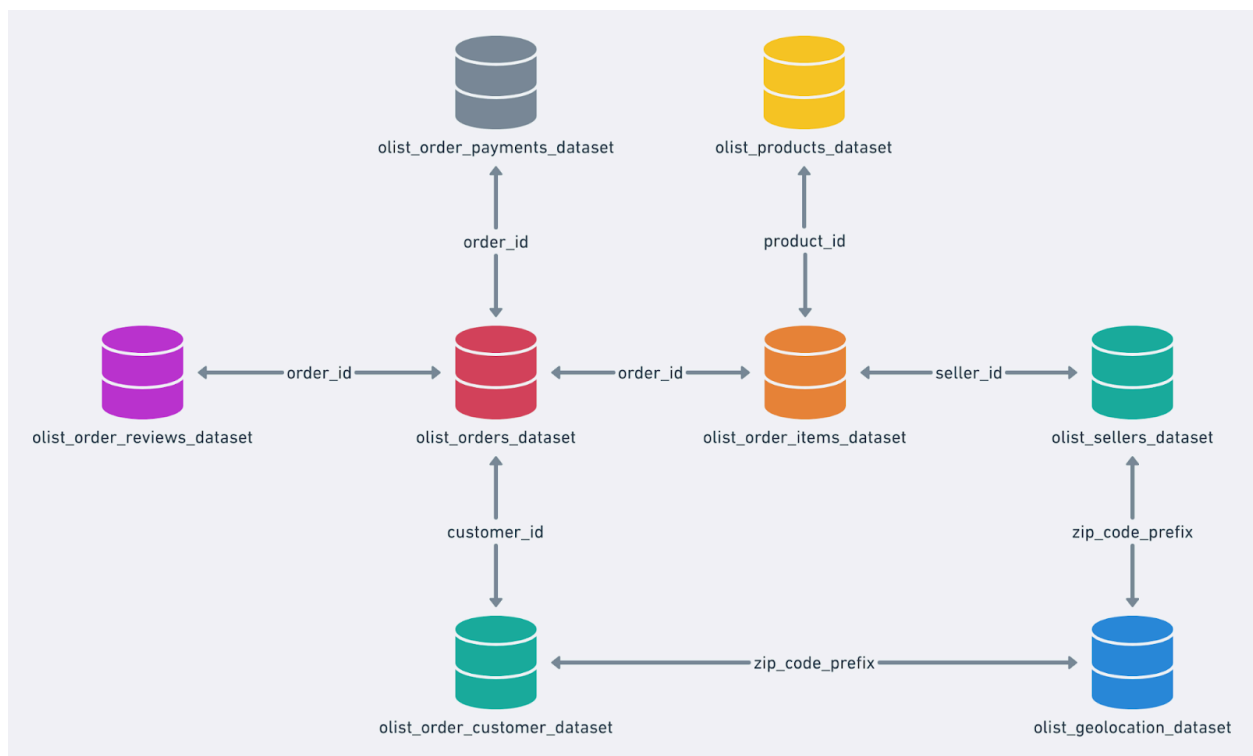 olist_order_payments_dataset
olist_products_dataset
order_id
product_id
order_id
order_id
seller_id
olist_order_reviews_dataset
olist_orders_dataset
olist_order_items_dataset
olist_sellers_dataset
customer_id
zip_code_prefix
zip_code_prefix
olist_order_customer_dataset
olist_geolocation_dataset